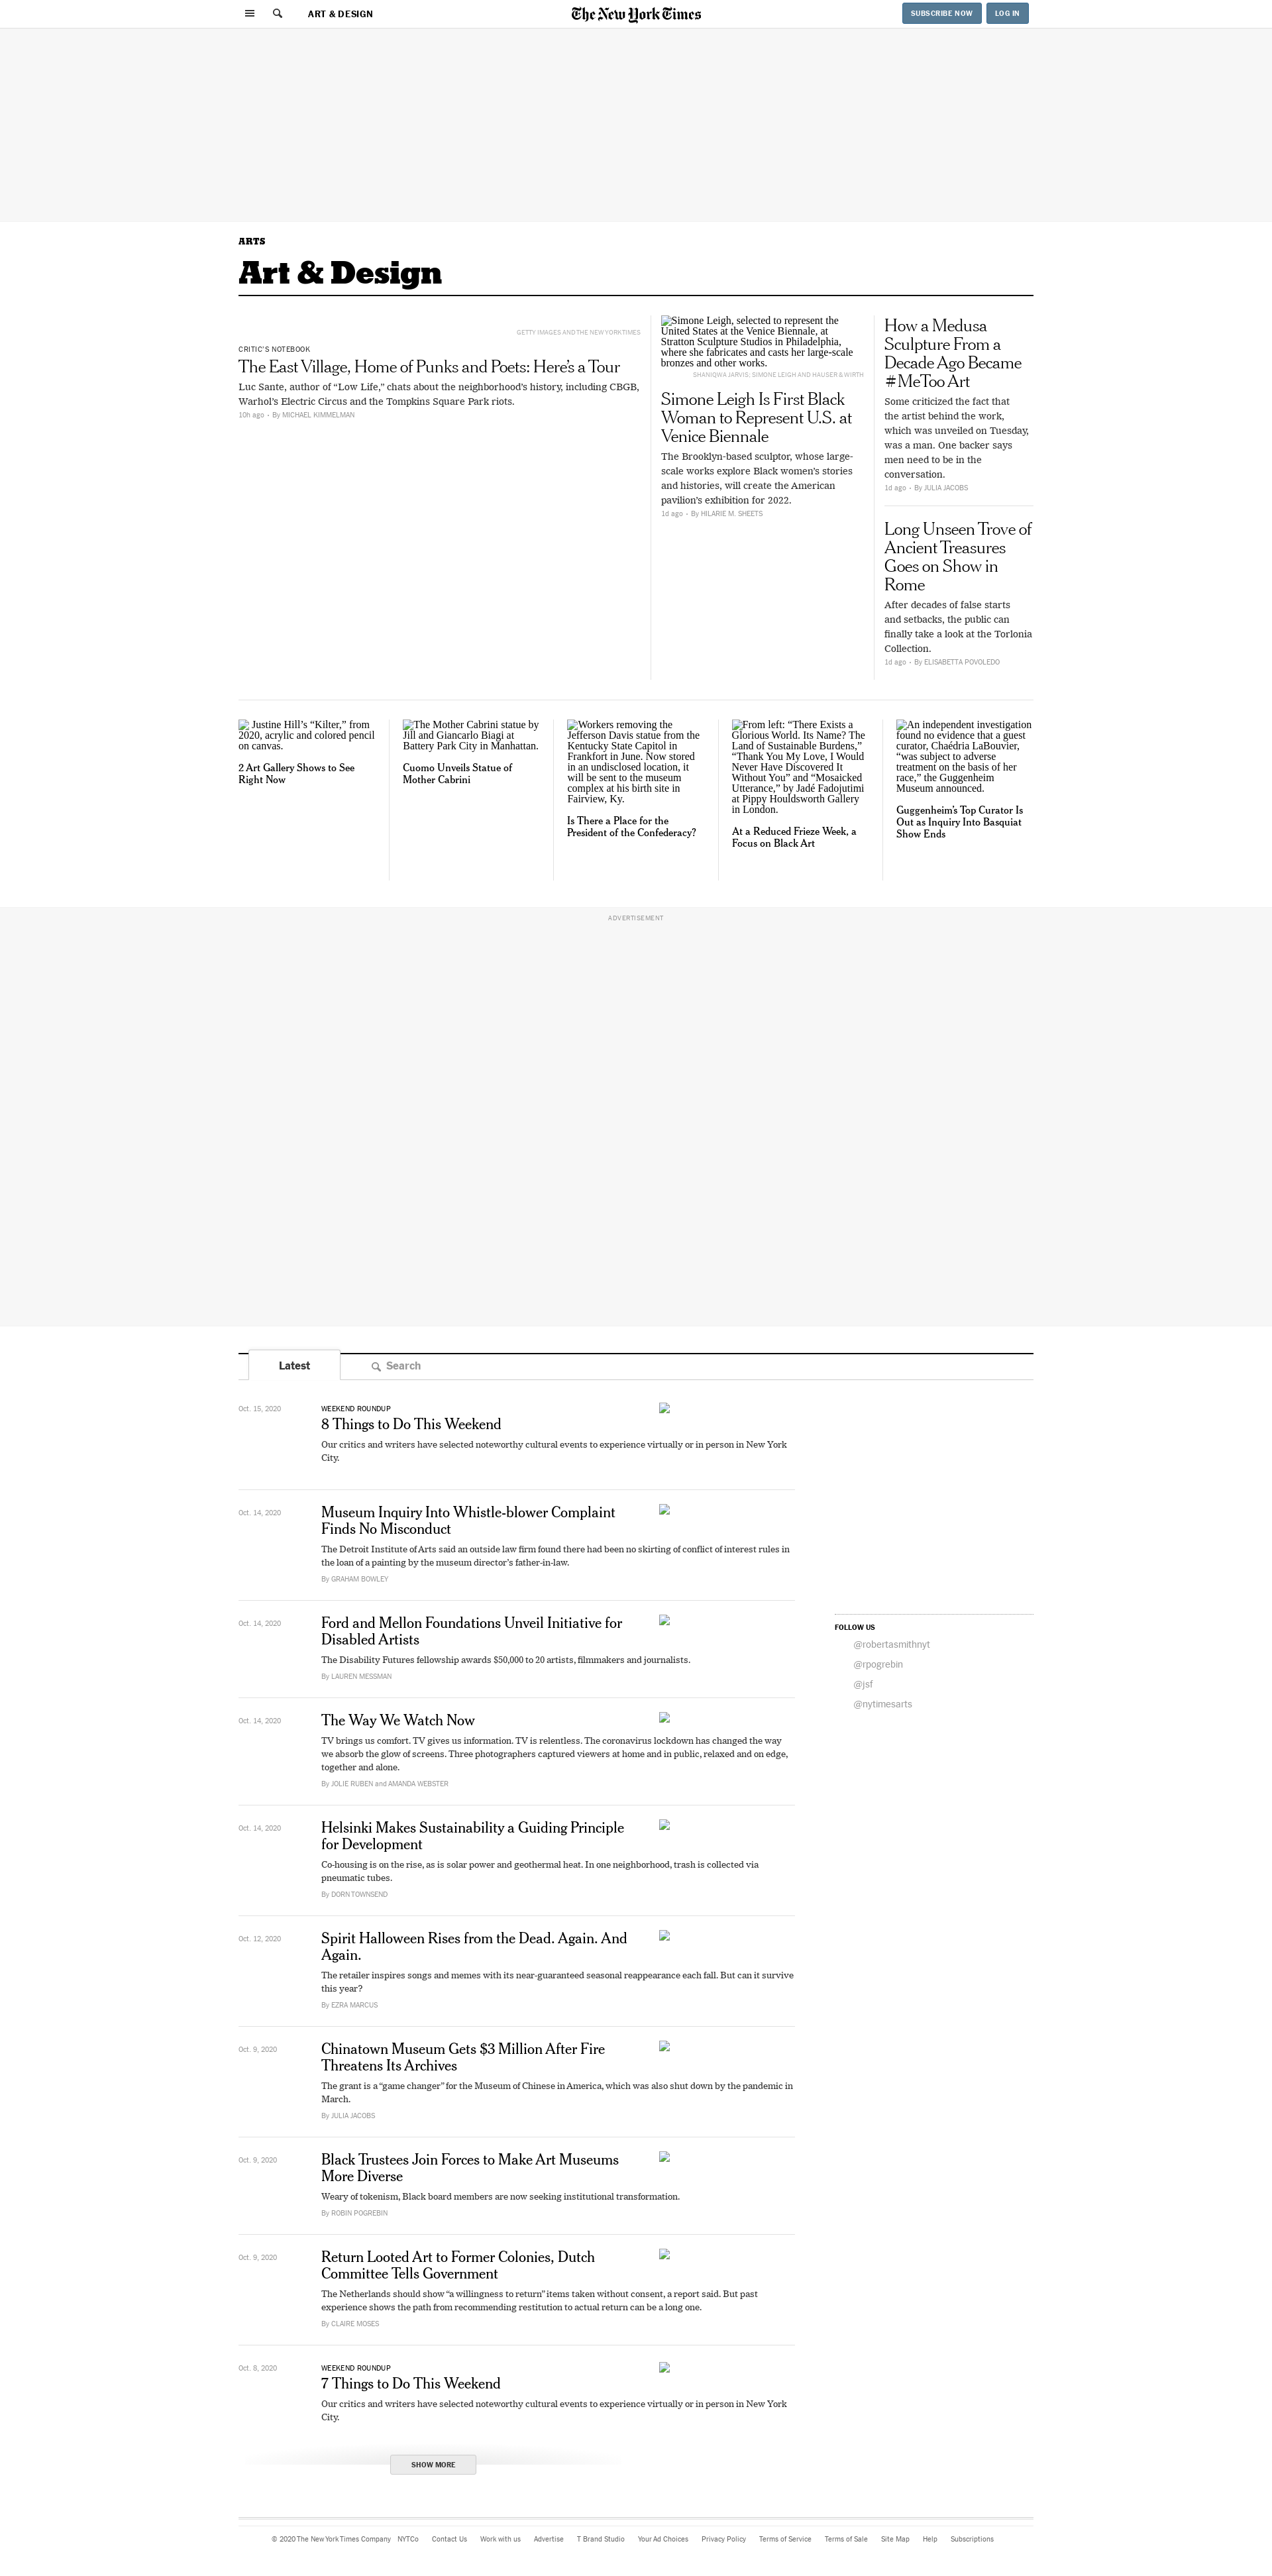 ART & DESIGN
The New York Times
SUBSCRIBE NOW
LOG IN
ARTS
Art & Design
GETTY IMAGES AND THE NEW YORK TIMES
CRITIC'S NOTEBOOK
The East Village, Home of Punks and Poets: Here's a Tour
Luc Sante, author of “Low Life,” chats about the neighborhood's history, including CBGB,
Warhol's Electric Circus and the Tompkins Square Park riots.
10h ago • By MICHAEL KIMMELMAN
Simone Leigh, selected to represent the
United States at the Venice Biennale, at
Stratton Sculpture Studios in Philadelphia,
where she fabricates and casts her large-scale
bronzes and other works.
SHANIQWA JARVIS; SIMONE LEIGH AND HAUSER & WIRTH
Simone Leigh Is First Black
Woman to Represent U.S. at
Venice Biennale
The Brooklyn-based sculptor, whose large-
scale works explore Black women's stories
and histories, will create the American
pavilion's exhibition for 2022.
1d ago • By HILARIE M. SHEETS
How a Medusa
Sculpture From a
Decade Ago Became
#MeToo Art
Some criticized the fact that
the artist behind the work,
which was unveiled on Tuesday,
was a man. One backer says
men need to be in the
conversation.
1d ago • By JULIA JACOBS
Long Unseen Trove of
Ancient Treasures
Goes on Show in
Rome
After decades of false starts
and setbacks, the public can
finally take a look at the Torlonia
Collection.
1d ago • By ELISABETTA POVOLEDO
Justine Hill’s “Kilter,” from
2020, acrylic and colored pencil
on canvas.
2 Art Gallery Shows to See
Right Now
The Mother Cabrini statue by
Jill and Giancarlo Biagi at
Battery Park City in Manhattan.
Cuomo Unveils Statue of
Mother Cabrini
Workers removing the
Jefferson Davis statue from the
Kentucky State Capitol in
Frankfort in June. Now stored
in an undisclosed location, it
will be sent to the museum
complex at his birth site in
Fairview, Ky.
Is There a Place for the
President of the Confederacy?
From left: “There Exists a
Glorious World. Its Name? The
Land of Sustainable Burdens,”
“Thank You My Love, I Would
Never Have Discovered It
Without You” and “Mosaicked
Utterance,” by Jadé Fadojutimi
at Pippy Houldsworth Gallery
in London.
At a Reduced Frieze Week, a
Focus on Black Art
An independent investigation
found no evidence that a guest
curator, Chaédria LaBouvier,
“was subject to adverse
treatment on the basis of her
race,” the Guggenheim
Museum announced.
Guggenheim’s Top Curator Is
Out as Inquiry Into Basquiat
Show Ends
ADVERTISEMENT
Latest
Search
Oct. 15, 2020
WEEKEND ROUNDUP
8 Things to Do This Weekend
Our critics and writers have selected noteworthy cultural events to experience virtually or in person in New York
City.
Oct. 14, 2020
Museum Inquiry Into Whistle-blower Complaint
Finds No Misconduct
The Detroit Institute of Arts said an outside law firm found there had been no skirting of conflict of interest rules in
the loan of a painting by the museum director's father-in-law.
By GRAHAM BOWLEY
Oct. 14, 2020
Ford and Mellon Foundations Unveil Initiative for
Disabled Artists
The Disability Futures fellowship awards $50,000 to 20 artists, filmmakers and journalists.
By LAUREN MESSMAN
Oct. 14, 2020
The Way We Watch Now
TV brings us comfort. TV gives us information. TV is relentless. The coronavirus lockdown has changed the way
we absorb the glow of screens. Three photographers captured viewers at home and in public, relaxed and on edge,
together and alone.
By JOLIE RUBEN and AMANDA WEBSTER
Oct. 14, 2020
Helsinki Makes Sustainability a Guiding Principle
for Development
Co-housing is on the rise, as is solar power and geothermal heat. In one neighborhood, trash is collected via
pneumatic tubes.
By DORN TOWNSEND
Oct. 12, 2020
Spirit Halloween Rises from the Dead. Again. And
Again.
The retailer inspires songs and memes with its near-guaranteed seasonal reappearance each fall. But can it survive
this year?
By EZRA MARCUS
Oct. 9, 2020
Chinatown Museum Gets $3 Million After Fire
Threatens Its Archives
The grant is a “game changer” for the Museum of Chinese in America, which was also shut down by the pandemic in
March.
By JULIA JACOBS
Oct. 9, 2020
Black Trustees Join Forces to Make Art Museums
More Diverse
Weary of tokenism, Black board members are now seeking institutional transformation.
By ROBIN POGREBIN
Oct. 9, 2020
Return Looted Art to Former Colonies, Dutch
Committee Tells Government
The Netherlands should show “a willingness to return” items taken without consent, a report said. But past
experience shows the path from recommending restitution to actual return can be a long one.
By CLAIRE MOSES
Oct. 8, 2020
WEEKEND ROUNDUP
7 Things to Do This Weekend
Our critics and writers have selected noteworthy cultural events to experience virtually or in person in New York
City.
SHOW MORE
FOLLOW US
@robertasmithnyt
@rpogrebin
@jsf
@nytimesarts
© 2020 The New York Times Company NYTCo Contact Us Work with us Advertise T Brand Studio Your Ad Choices Privacy Policy Terms of Service Terms of Sale Site Map Help Subscriptions